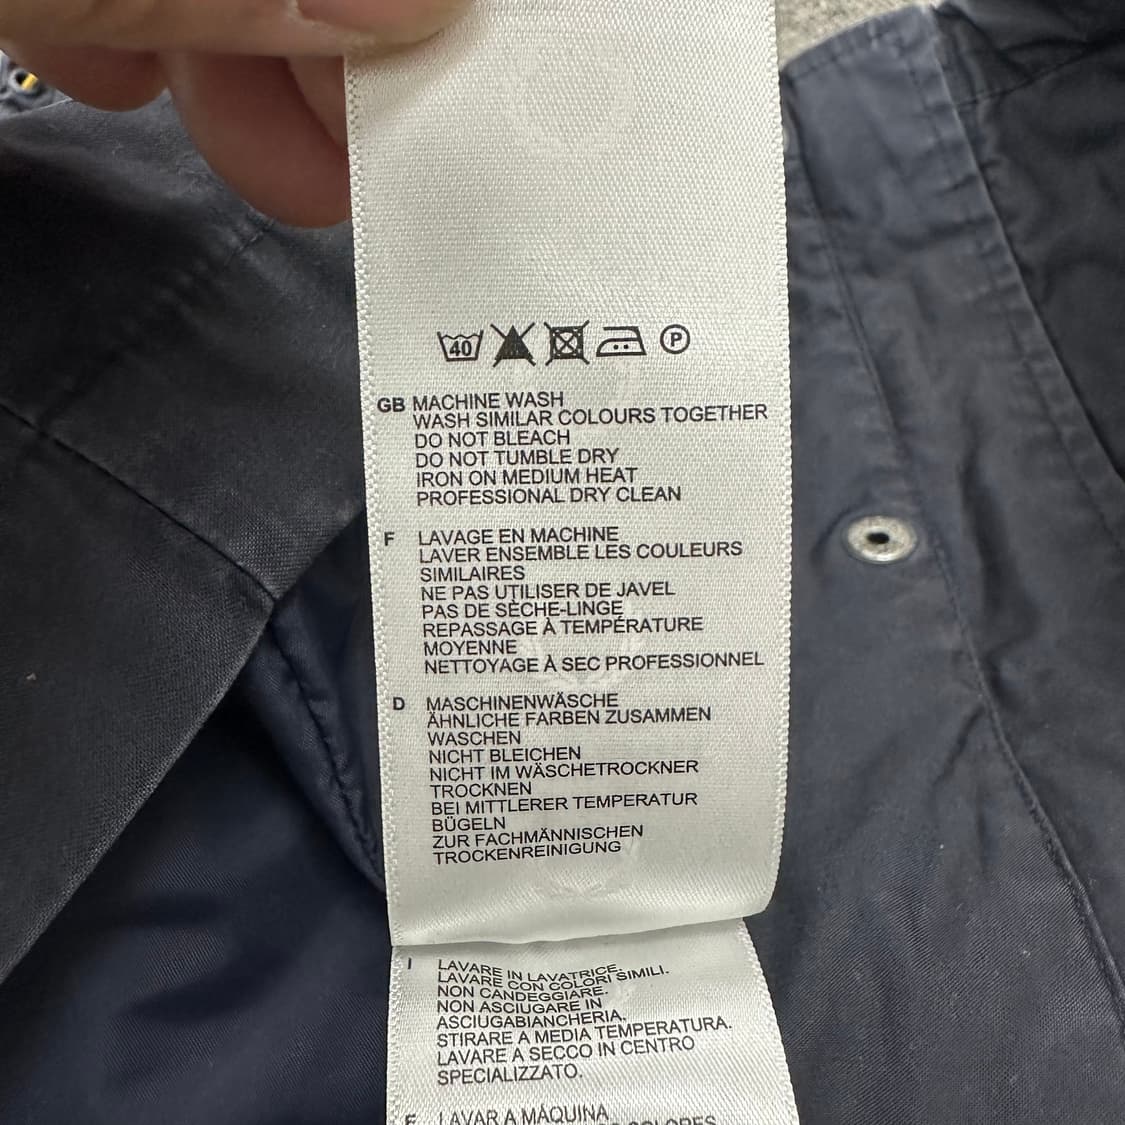 40 P
GB MACHINE WASH
WASH SIMILAR COLOURS TOGETHER
DO NOT BLEACH
DO NOT TUMBLE DRY
IRON ON MEDIUM HEAT
PROFESSIONAL DRY CLEAN
F LAVAGE EN MACHINE
LAVER ENSEMBLE LES COULEURS
SIMILAIRES
NE PAS UTILISER DE JAVEL
PAS DE SÈCHE-LINGE
REPASSAGE À TEMPÉRATURE
MOYENNE
NETTOYAGE À SEC PROFESSIONNEL
D MASCHINENWÄSCHE
ÄHNLICHE FARBEN ZUSAMMEN
WASCHEN
NICHT BLEICHEN
NICHT IM WÄSCHETROCKNER
TROCKNEN
BEI MITTLERER TEMPERATUR
BÜGELN
ZUR FACHMÄNNISCHEN
TROCKENREINIGUNG
I LAVARE IN LAVATRICE.
LAVARE CON COLORI SIMILI.
NON CANDEGGIARE.
NON ASCIUGARE IN
ASCIUGABIANCHERIA.
STIRARE A MEDIA TEMPERATURA.
LAVARE A SECCO IN CENTRO
SPECIALIZZATO.
E LAVAR A MÁQUINA
COLORES